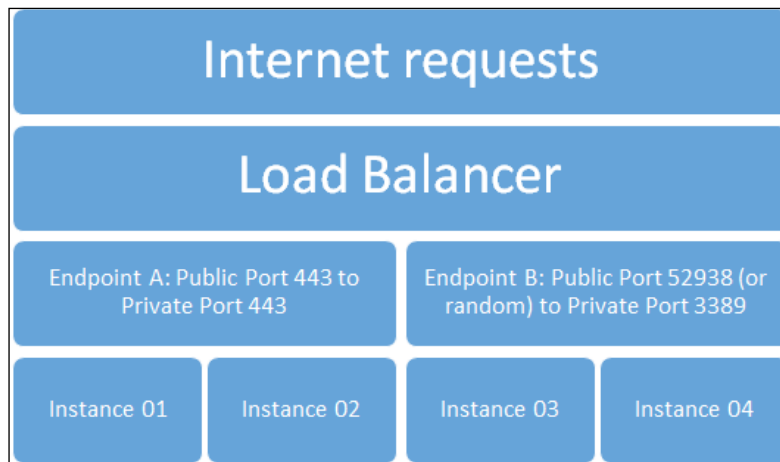 Internet requests
Load Balancer
Endpoint A: Public Port 443 to
Private Port 443
Endpoint B: Public Port 52938 (or
random) to Private Port 3389
Instance 01
Instance 02
Instance 03
Instance 04